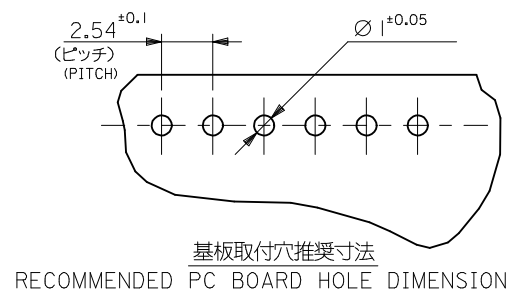 2.54±0.1
(ピッチ)
(PITCH)
∅ 1±0.05
基板取付穴推奨寸法
RECOMMENDED PC BOARD HOLE DIMENSION